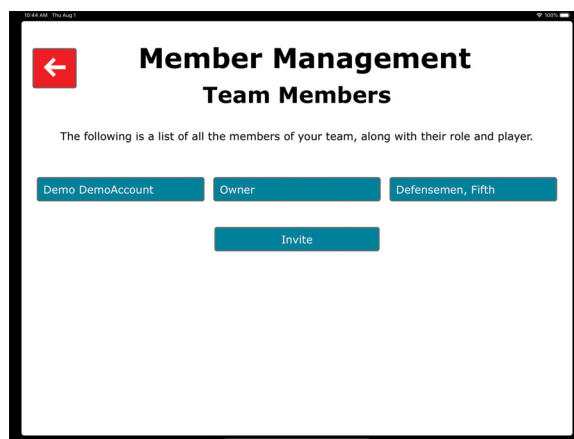 10:44 AM Thu Aug 1 100%
Member Management
Team Members
The following is a list of all the members of your team, along with their role and player.
Demo DemoAccount Owner Defensemen, Fifth
Invite